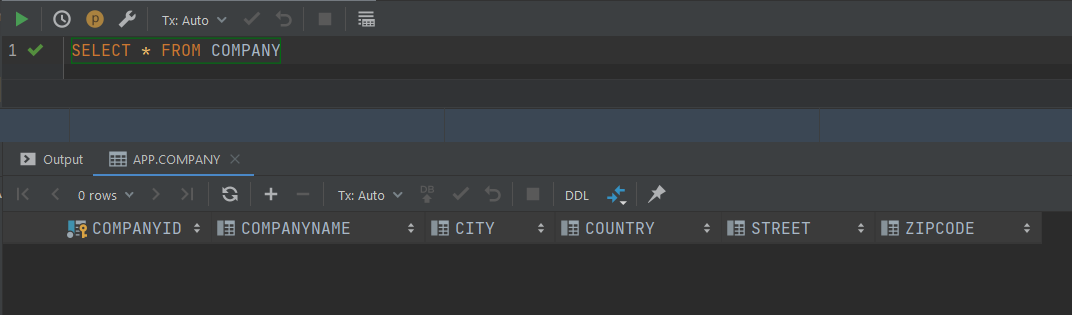 Tx: Auto
1 SELECT * FROM COMPANY
Output APP.COMPANY
0 rows Tx: Auto DB DDL
COMPANYID COMPANYNAME CITY COUNTRY STREET ZIPCODE